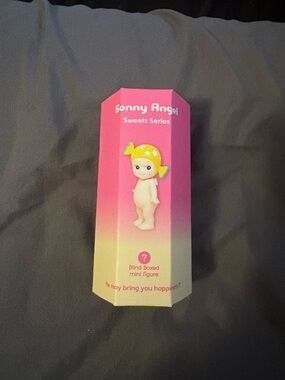 Sonny Angel
Sweets Series
?
Blind Boxed
mini figure
may bring you happiness